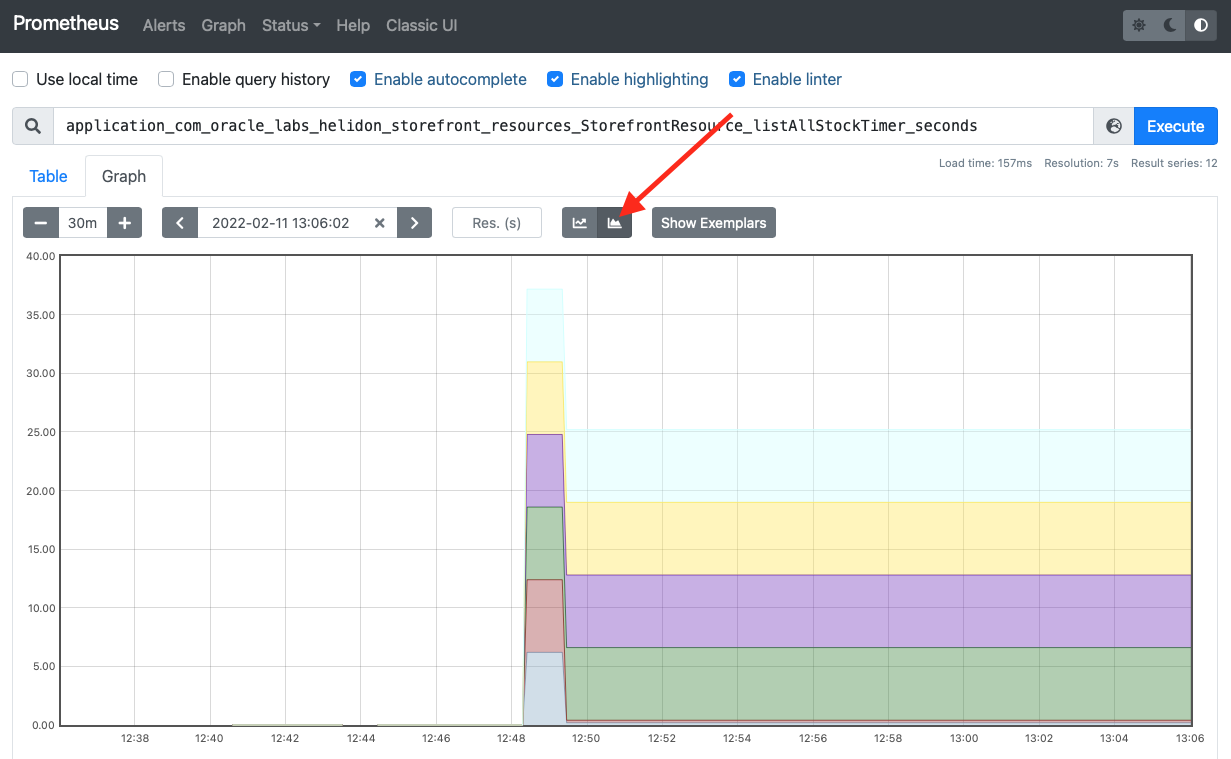 Prometheus Alerts Graph Status Help Classic UI
Use local time Enable query history Enable autocomplete Enable highlighting Enable linter
application_com_oracle_labs_helidon_storefront_resources_StorefrontResource_listAllStockTimer_seconds Execute
Load time: 157ms Resolution: 7s Result series: 12
Table Graph
30m 2022-02-11 13:06:02 Res. (s) Show Exemplars
40.00
35.00
30.00
25.00
20.00
15.00
10.00
5.00
0.00
12:38 12:40 12:42 12:44 12:46 12:48 12:50 12:52 12:54 12:56 12:58 13:00 13:02 13:04 13:06